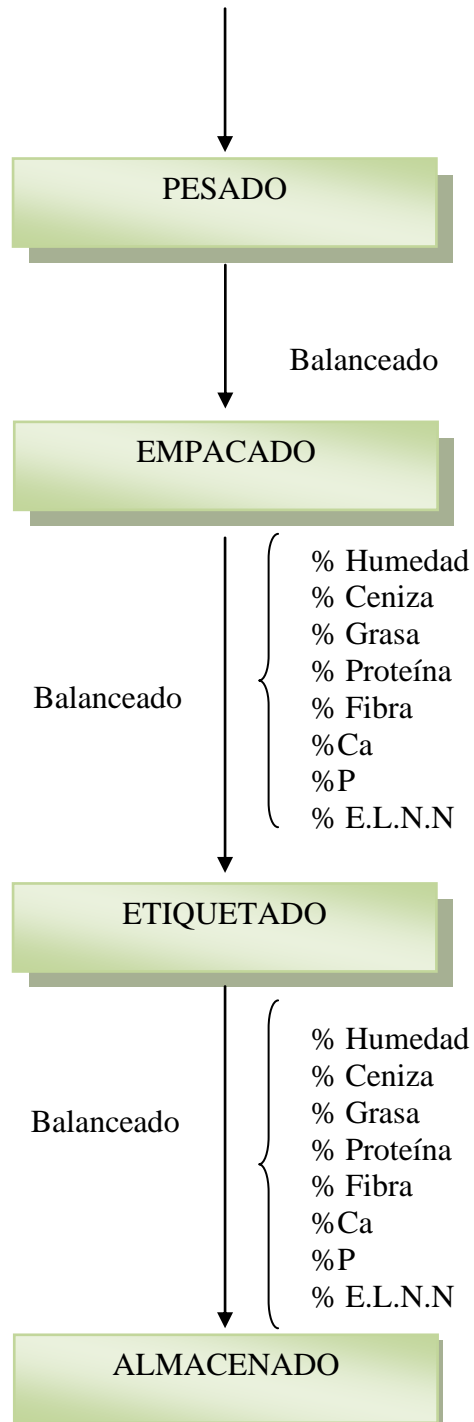 PESADO
Balanceado
EMPACADO
% Humedad
% Ceniza
% Grasa
% Proteína
Balanceado
% Fibra
%Ca
%P
% E.L.N.N
ETIQUETADO
% Humedad
% Ceniza
Balanceado
% Grasa
% Proteína
% Fibra
%Ca
%P
% E.L.N.N
ALMACENADO